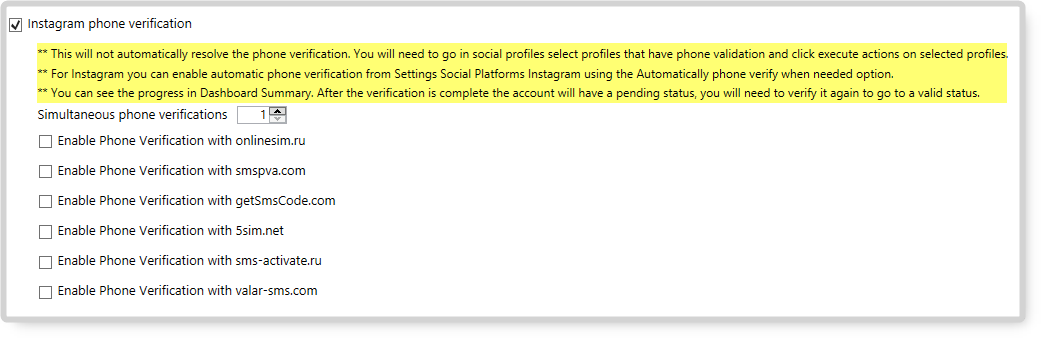 Instagram phone verification
** This will not automatically resolve the phone verification. You will need to go in social profiles select profiles that have phone validation and click execute actions on selected profiles.
** For Instagram you can enable automatic phone verification from Settings Social Platforms Instagram using the Automatically phone verify when needed option.
** You can see the progress in Dashboard Summary. After the verification is complete the account will have a pending status, you will need to verify it again to go to a valid status.
Simultaneous phone verifications 1
Enable Phone Verification with onlinesim.ru
Enable Phone Verification with smspva.com
Enable Phone Verification with getSmsCode.com
Enable Phone Verification with 5sim.net
Enable Phone Verification with sms-activate.ru
Enable Phone Verification with valar-sms.com